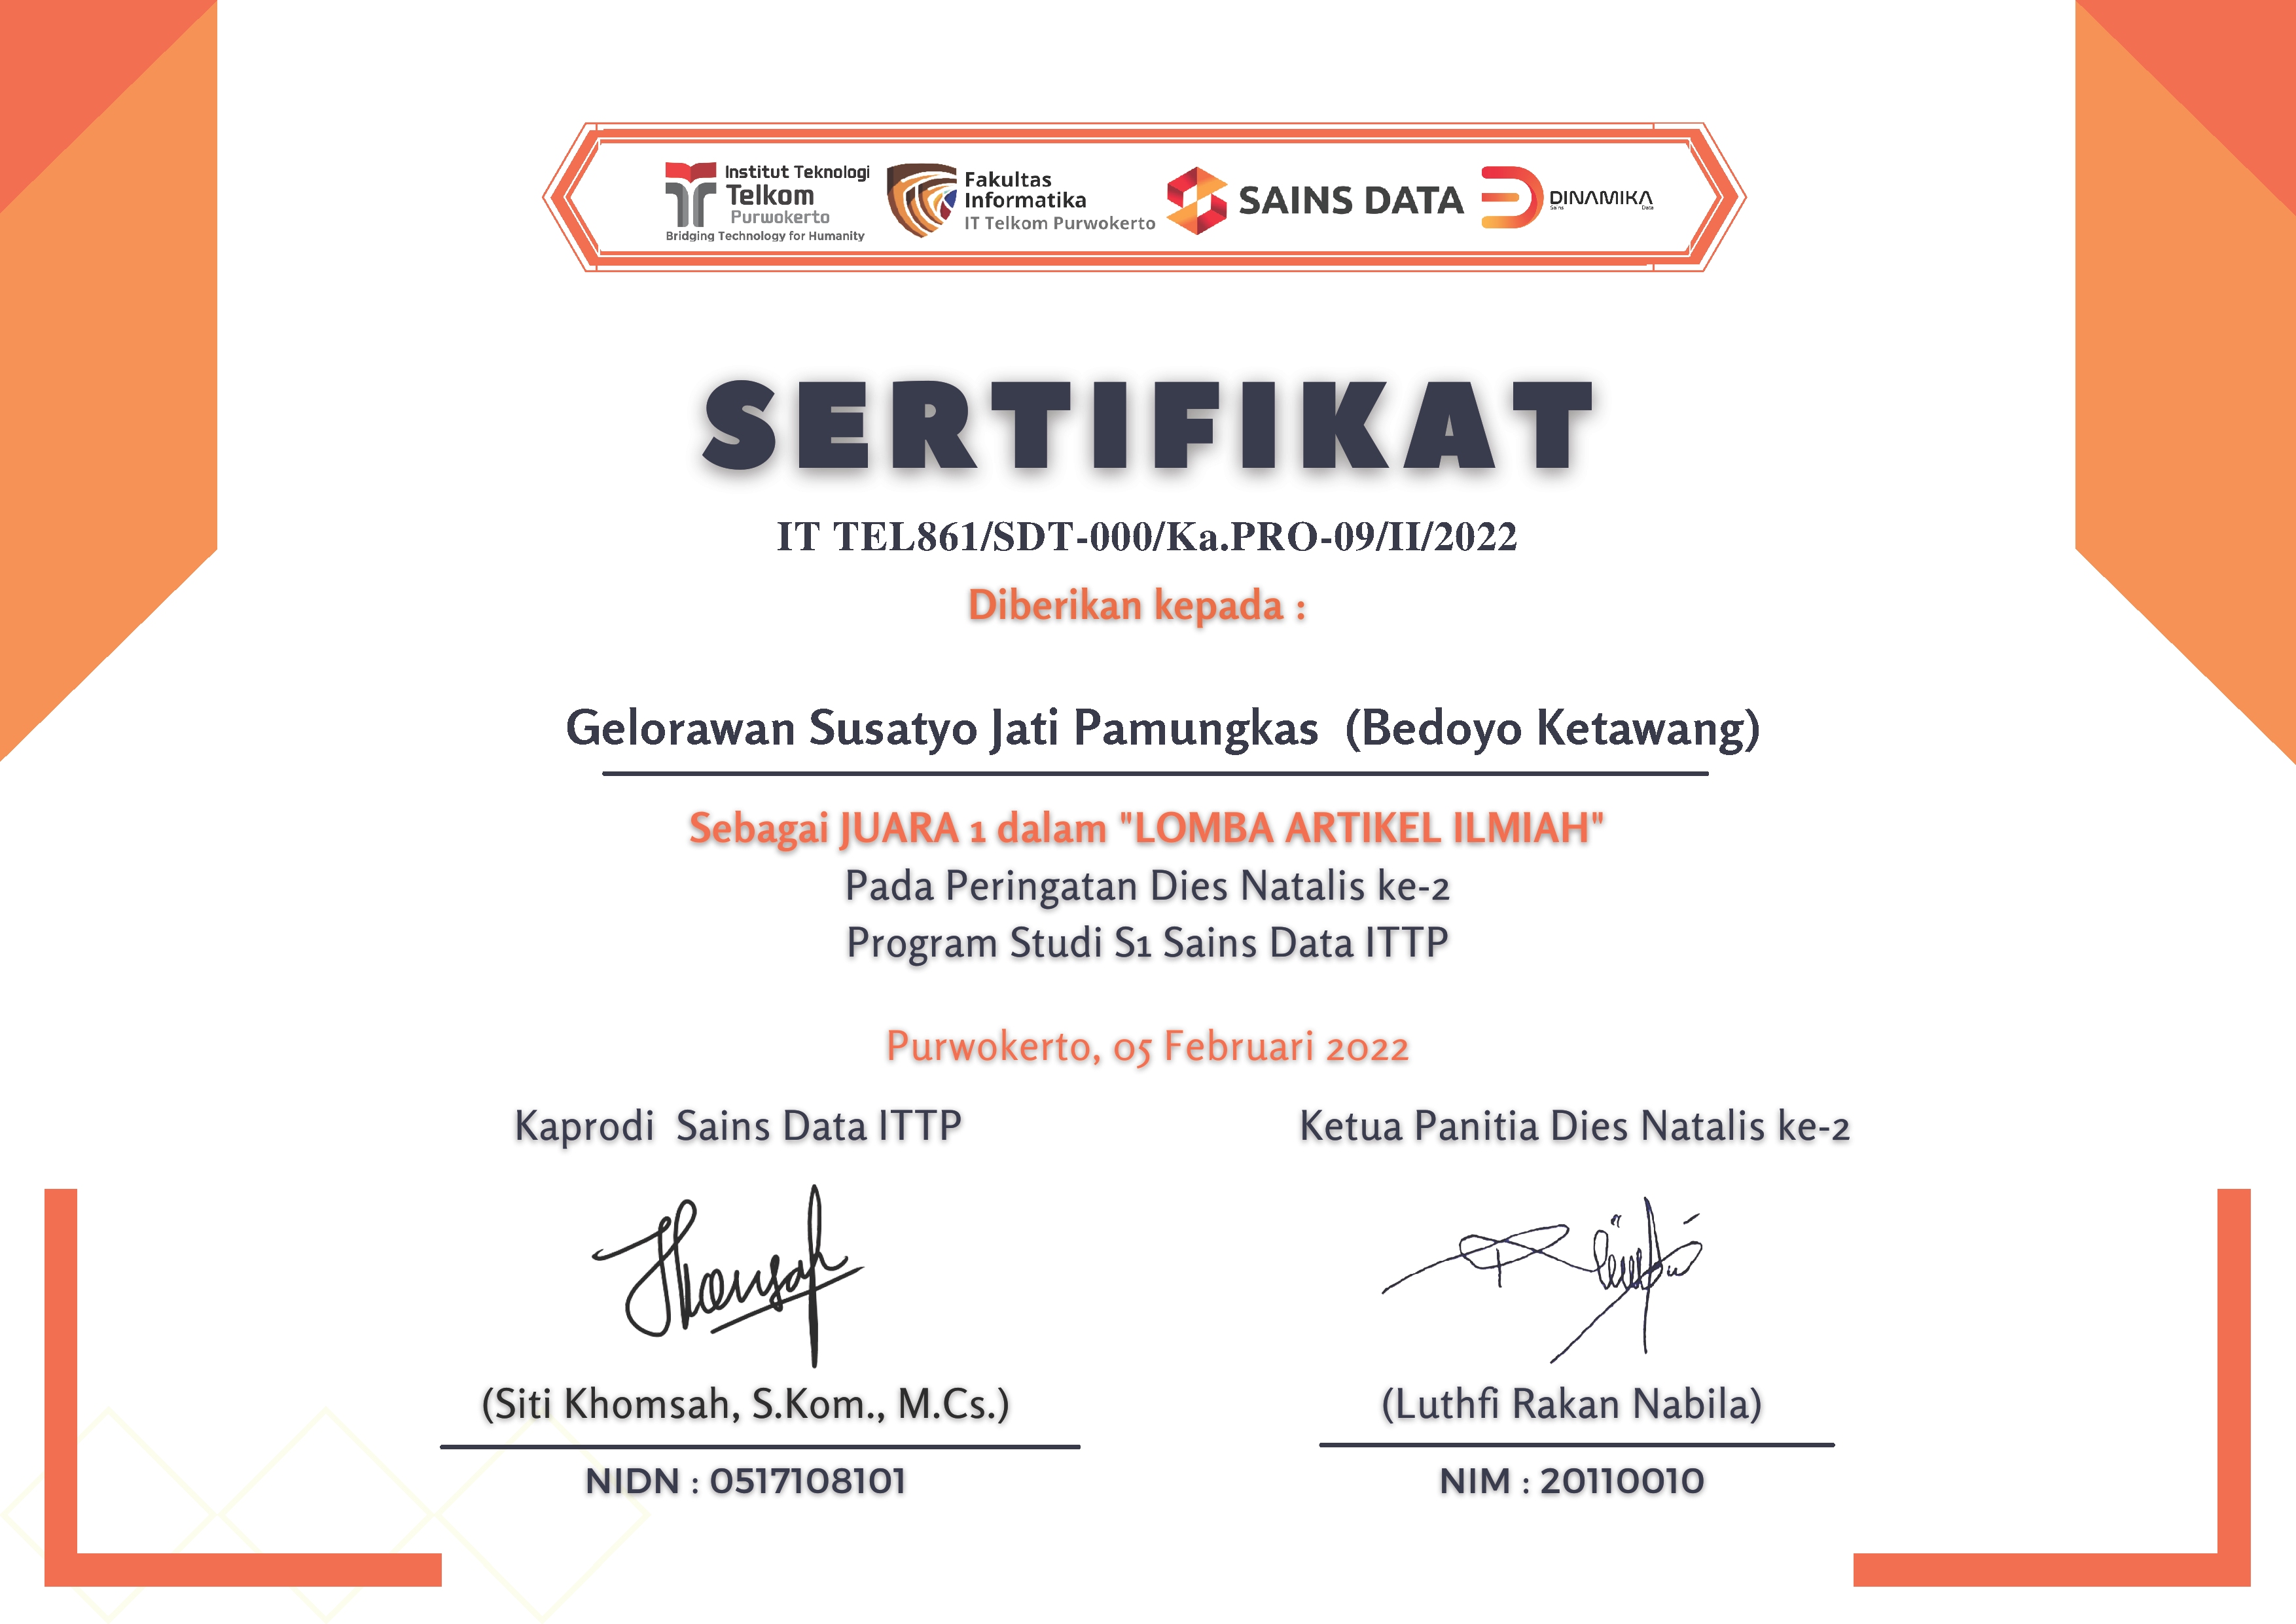 Institut Teknologi
Telkom
Purwokerto
Bridging Technology for Humanity
Fakultas
Informatika
IT Telkom Purwokerto
SAINS DATA
DINAMIKA
Sains Data
SERTIFIKAT
IT TEL861/SDT-000/Ka.PRO-09/II/2022
Diberikan kepada :
Gelorawan Susatyo Jati Pamungkas (Bedoyo Ketawang)
Sebagai JUARA 1 dalam "LOMBA ARTIKEL ILMIAH"
Pada Peringatan Dies Natalis ke-2
Program Studi S1 Sains Data ITTP
Purwokerto, 05 Februari 2022
Kaprodi Sains Data ITTP
Khomsah
(Siti Khomsah, S.Kom., M.Cs.)
NIDN : 0517108101
Ketua Panitia Dies Natalis ke-2
(Luthfi Rakan Nabila)
NIM : 20110010